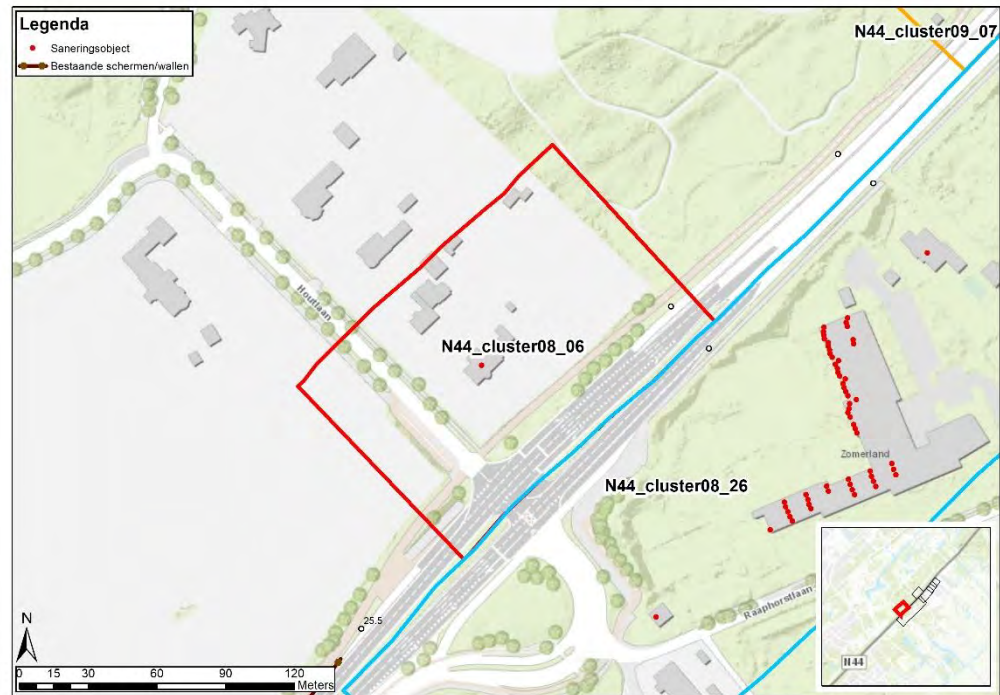 Legenda
Saneringsobject
Bestaande schermen/wallen
N44_cluster09_07
Houtlaan
N44_cluster08_06
Zomerland
N44_cluster08_26
Raaphorstlaan
25.5
N
0 15 30 60 90 120
Meters
N44